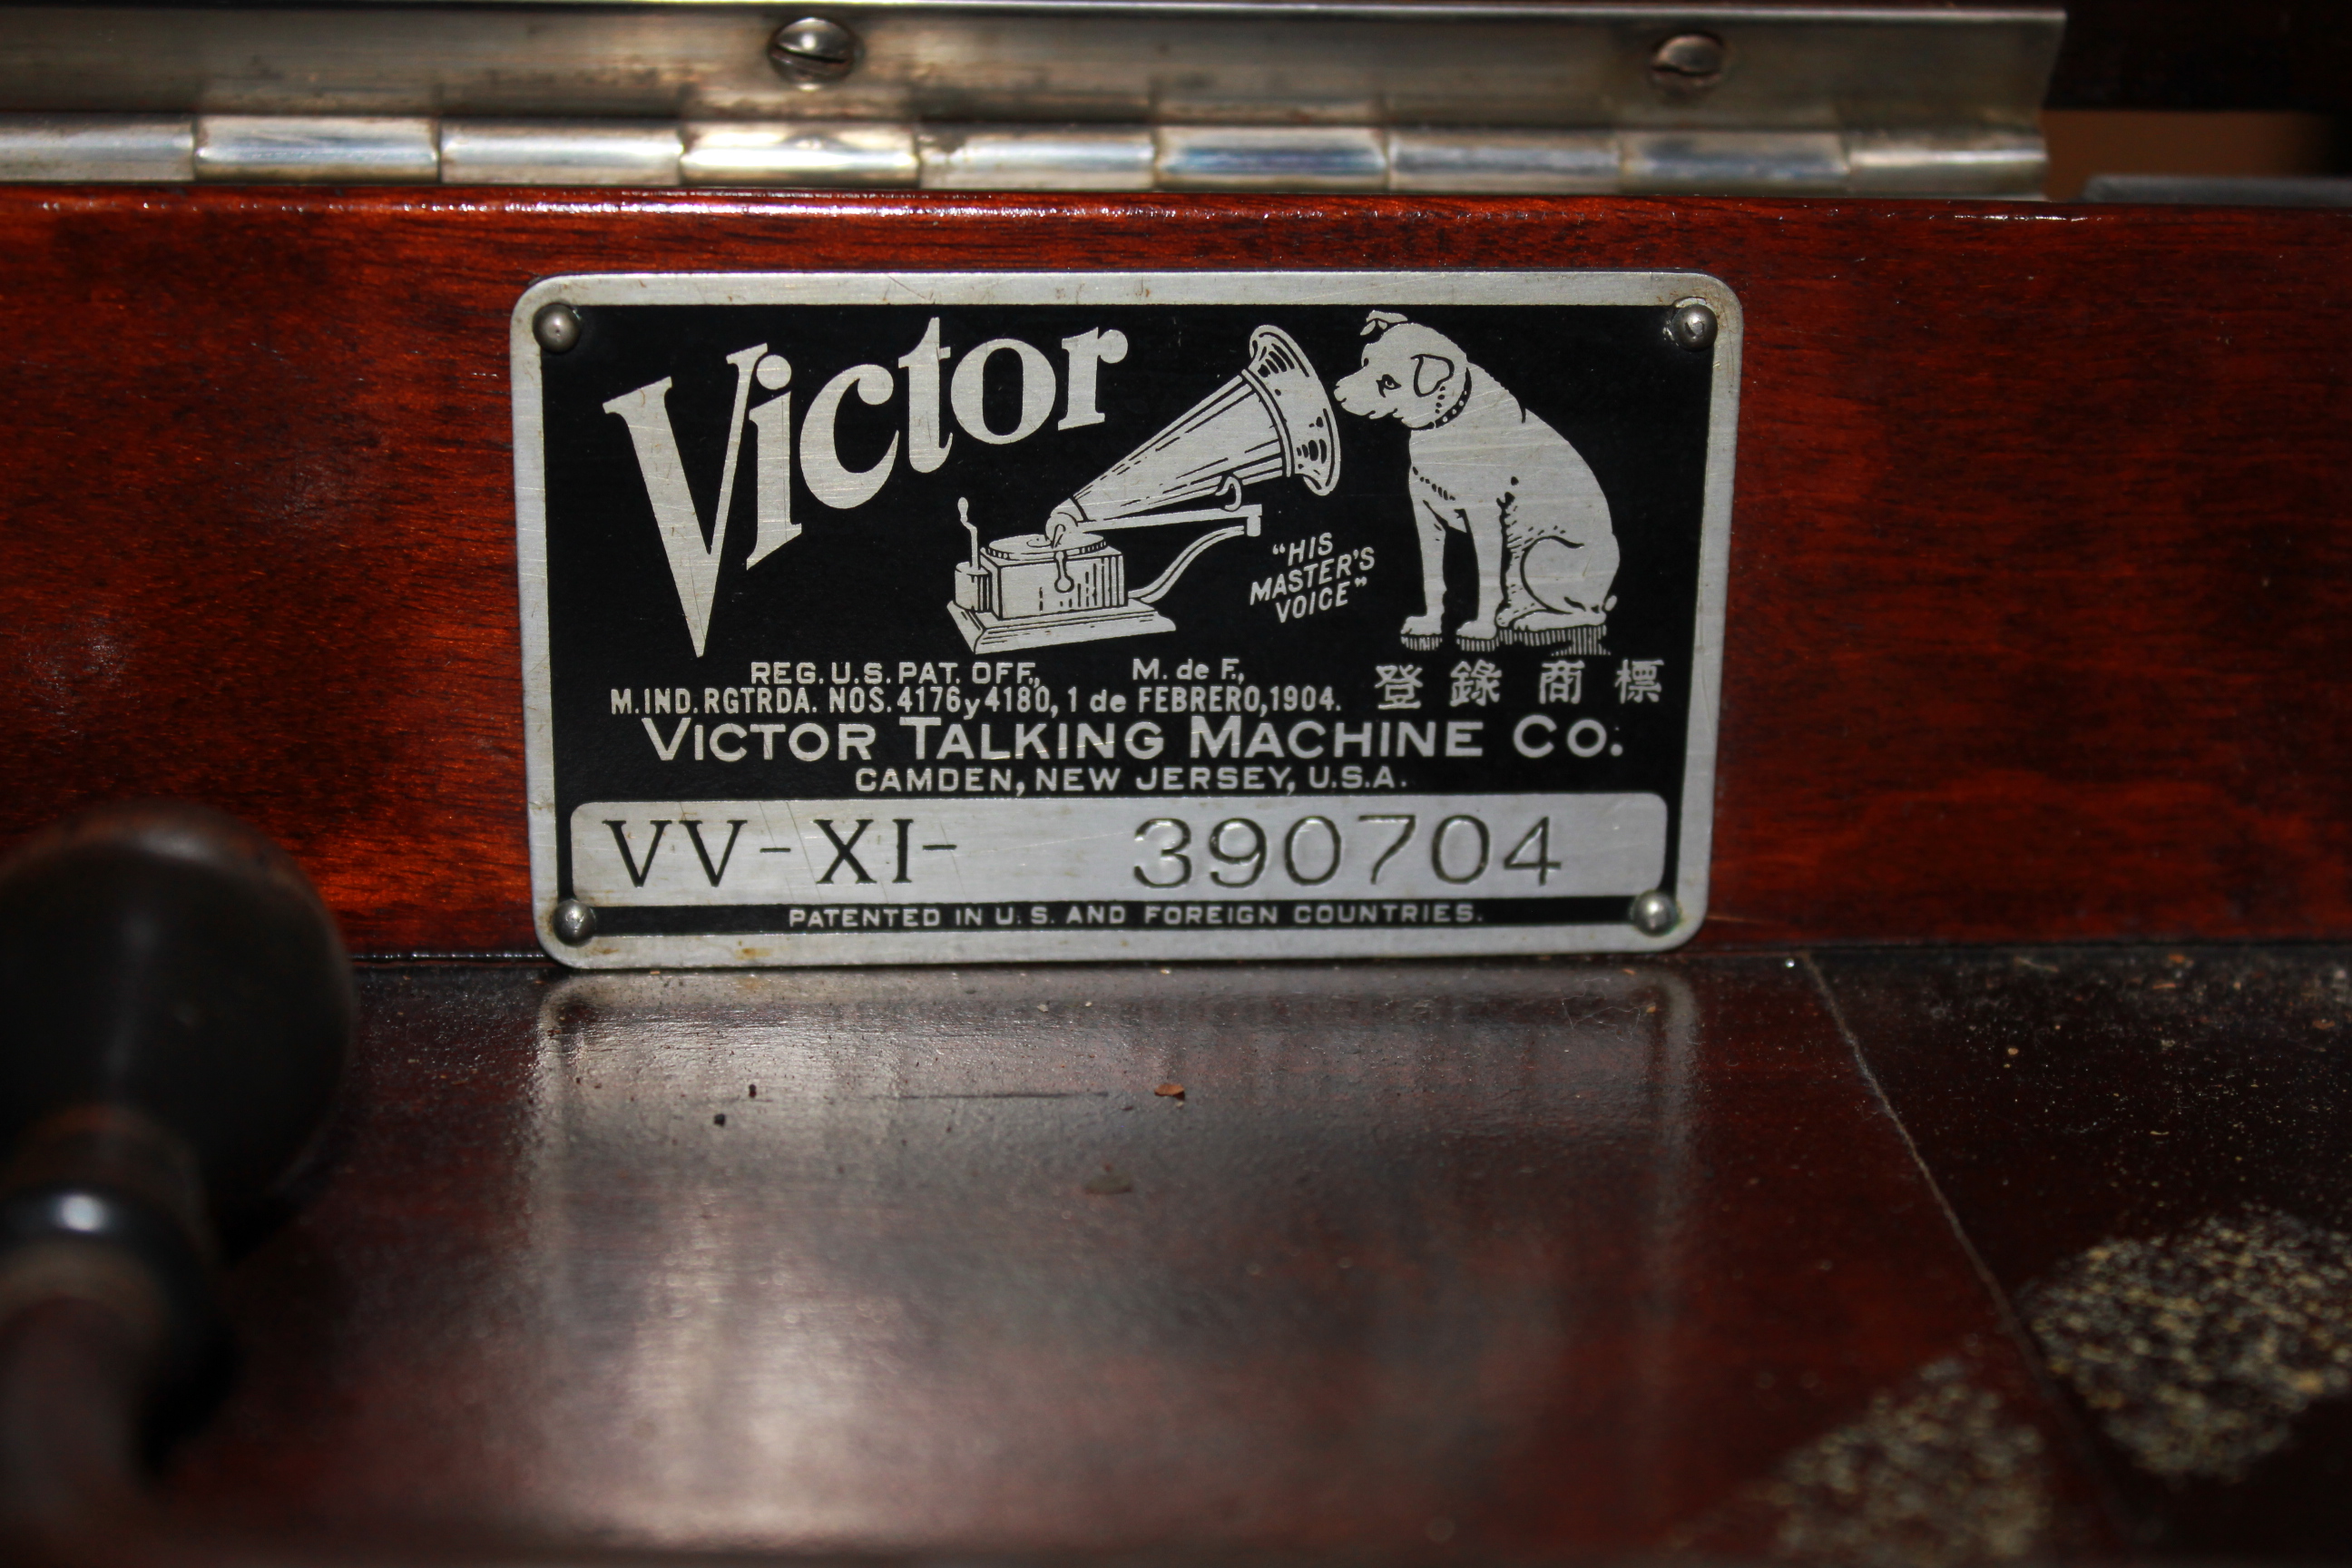 Victor
"HIS
MASTER'S
VOICE"
REG. U.S. PAT. OFF., M. de F.,
M. IND. RGTRDA. NOS. 4176 y 4180, 1 de FEBRERO, 1904.
登 錄 商 標
VICTOR TALKING MACHINE CO.
CAMDEN, NEW JERSEY, U.S.A.
VV-XI- 390704
PATENTED IN U.S. AND FOREIGN COUNTRIES.